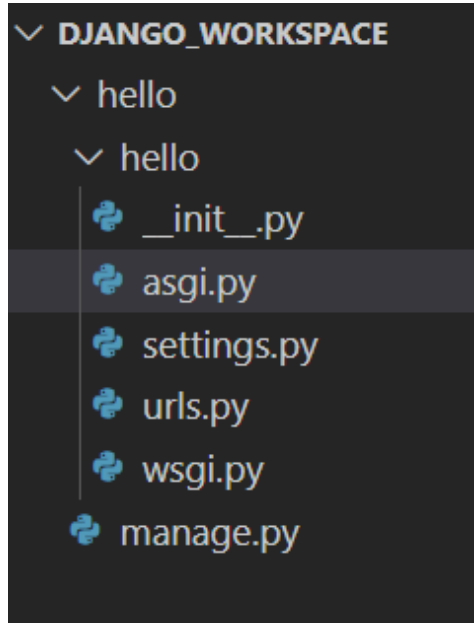 DJANGO_WORKSPACE
hello
hello
__init__.py
asgi.py
settings.py
urls.py
wsgi.py
manage.py